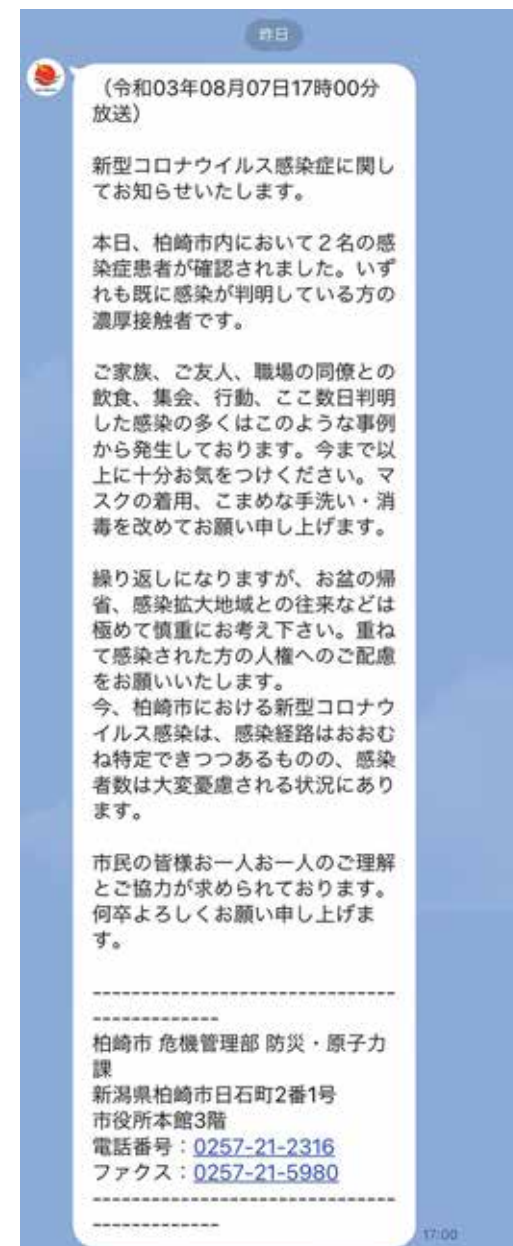 昨日
（令和03年08月07日17時00分
放送）
新型コロナウイルス感染症に関し
てお知らせいたします。
本日、柏崎市内において２名の感
染症患者が確認されました。いず
れも既に感染が判明している方の
濃厚接触者です。
ご家族、ご友人、職場の同僚との
飲食、集会、行動、ここ数日判明
した感染の多くはこのような事例
から発生しております。今まで以
上に十分お気をつけください。マ
スクの着用、こまめな手洗い・消
毒を改めてお願い申し上げます。
繰り返しになりますが、お盆の帰
省、感染拡大地域との往来などは
極めて慎重にお考え下さい。重ね
て感染された方の人権へのご配慮
をお願いいたします。
今、柏崎市における新型コロナウ
イルス感染は、感染経路はおおむ
ね特定できつつあるものの、感染
者数は大変憂慮される状況にあり
ます。
市民の皆様お一人お一人のご理解
とご協力が求められております。
何卒よろしくお願い申し上げま
す。
-------------------------------
-------------
柏崎市 危機管理部 防災・原子力
課
新潟県柏崎市日石町2番1号
市役所本館3階
電話番号：0257-21-2316
ファクス：0257-21-5980
-------------------------------
-------------
17:00